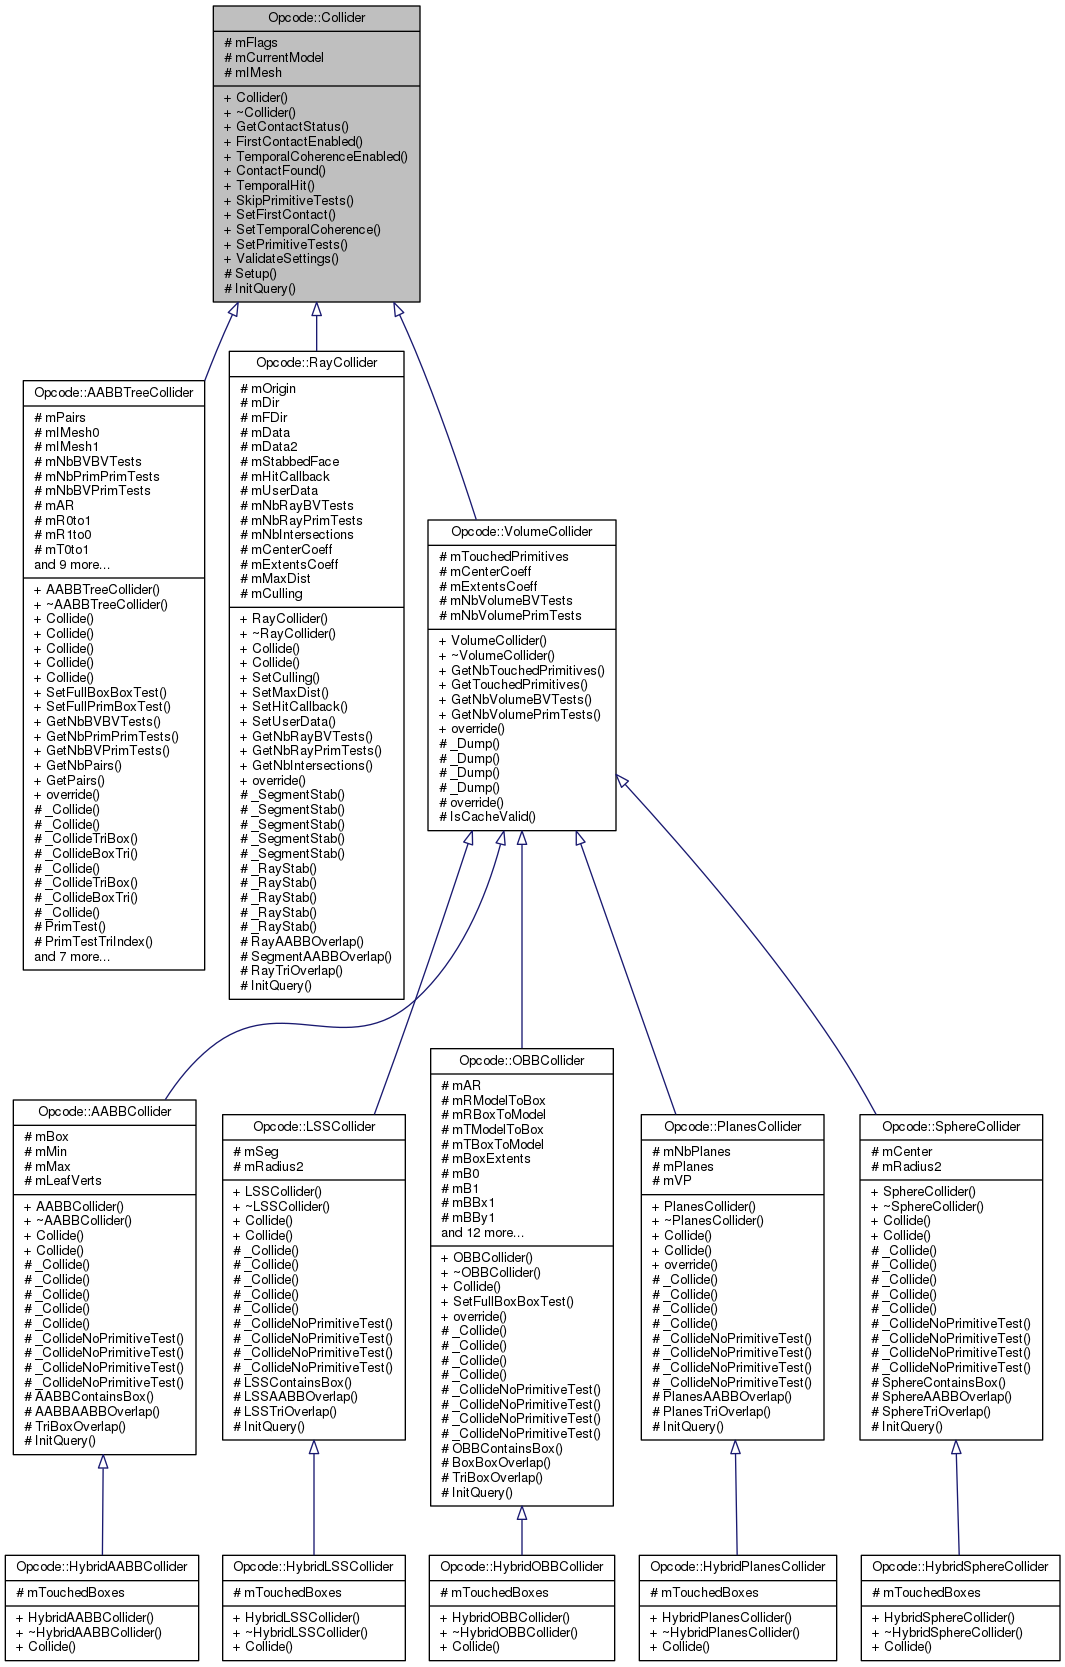 Opcode::Collider
# mFlags
# mCurrentModel
# mIMesh
+ Collider()
+ ~Collider()
+ GetContactStatus()
+ FirstContactEnabled()
+ TemporalCoherenceEnabled()
+ ContactFound()
+ TemporalHit()
+ SkipPrimitiveTests()
+ SetFirstContact()
+ SetTemporalCoherence()
+ SetPrimitiveTests()
+ ValidateSettings()
# Setup()
# InitQuery()
Opcode::AABBTreeCollider
# mPairs
# mIMesh0
# mIMesh1
# mNbBVBVTests
# mNbPrimPrimTests
# mNbBVPrimTests
# mAR
# mR0to1
# mR1to0
# mT0to1
and 9 more...
+ AABBTreeCollider()
+ ~AABBTreeCollider()
+ Collide()
+ Collide()
+ Collide()
+ Collide()
+ Collide()
+ SetFullBoxBoxTest()
+ SetFullPrimBoxTest()
+ GetNbBVBVTests()
+ GetNbPrimPrimTests()
+ GetNbBVPrimTests()
+ GetNbPairs()
+ GetPairs()
+ override()
# _Collide()
# _Collide()
# _CollideTriBox()
# _CollideBoxTri()
# _Collide()
# _CollideTriBox()
# _CollideBoxTri()
# _Collide()
# PrimTest()
# PrimTestTriIndex()
and 7 more...
Opcode::RayCollider
# mOrigin
# mDir
# mFDir
# mData
# mData2
# mStabbedFace
# mHitCallback
# mUserData
# mNbRayBVTests
# mNbRayPrimTests
# mNbIntersections
# mCenterCoeff
# mExtentsCoeff
# mMaxDist
# mCulling
+ RayCollider()
+ ~RayCollider()
+ Collide()
+ Collide()
+ SetCulling()
+ SetMaxDist()
+ SetHitCallback()
+ SetUserData()
+ GetNbRayBVTests()
+ GetNbRayPrimTests()
+ GetNbIntersections()
+ override()
# _SegmentStab()
# _SegmentStab()
# _SegmentStab()
# _SegmentStab()
# _SegmentStab()
# _RayStab()
# _RayStab()
# _RayStab()
# _RayStab()
# _RayStab()
# RayAABBOverlap()
# SegmentAABBOverlap()
# RayTriOverlap()
# InitQuery()
Opcode::VolumeCollider
# mTouchedPrimitives
# mCenterCoeff
# mExtentsCoeff
# mNbVolumeBVTests
# mNbVolumePrimTests
+ VolumeCollider()
+ ~VolumeCollider()
+ GetNbTouchedPrimitives()
+ GetTouchedPrimitives()
+ GetNbVolumeBVTests()
+ GetNbVolumePrimTests()
+ override()
# _Dump()
# _Dump()
# _Dump()
# _Dump()
# override()
# IsCacheValid()
Opcode::AABBCollider
# mBox
# mMin
# mMax
# mLeafVerts
+ AABBCollider()
+ ~AABBCollider()
+ Collide()
+ Collide()
# _Collide()
# _Collide()
# _Collide()
# _Collide()
# _Collide()
# _CollideNoPrimitiveTest()
# _CollideNoPrimitiveTest()
# _CollideNoPrimitiveTest()
# _CollideNoPrimitiveTest()
# AABBContainsBox()
# AABBAABBOverlap()
# TriBoxOverlap()
# InitQuery()
Opcode::LSSCollider
# mSeg
# mRadius2
+ LSSCollider()
+ ~LSSCollider()
+ Collide()
+ Collide()
# _Collide()
# _Collide()
# _Collide()
# _Collide()
# _Collide()
# _CollideNoPrimitiveTest()
# _CollideNoPrimitiveTest()
# _CollideNoPrimitiveTest()
# _CollideNoPrimitiveTest()
# LSSContainsBox()
# LSSAABBOverlap()
# LSSTriOverlap()
# InitQuery()
Opcode::OBBCollider
# mAR
# mRModelToBox
# mRBoxToModel
# mTModelToBox
# mTBoxToModel
# mBoxExtents
# mB0
# mB1
# mBBx1
# mBBy1
and 12 more...
+ OBBCollider()
+ ~OBBCollider()
+ Collide()
+ SetFullBoxBoxTest()
+ override()
# _Collide()
# _Collide()
# _Collide()
# _Collide()
# _CollideNoPrimitiveTest()
# _CollideNoPrimitiveTest()
# _CollideNoPrimitiveTest()
# _CollideNoPrimitiveTest()
# OBBContainsBox()
# BoxBoxOverlap()
# TriBoxOverlap()
# InitQuery()
Opcode::PlanesCollider
# mNbPlanes
# mPlanes
# mVP
+ PlanesCollider()
+ ~PlanesCollider()
+ Collide()
+ Collide()
+ override()
# _Collide()
# _Collide()
# _Collide()
# _Collide()
# _CollideNoPrimitiveTest()
# _CollideNoPrimitiveTest()
# _CollideNoPrimitiveTest()
# _CollideNoPrimitiveTest()
# PlanesAABBOverlap()
# PlanesTriOverlap()
# InitQuery()
Opcode::SphereCollider
# mCenter
# mRadius2
+ SphereCollider()
+ ~SphereCollider()
+ Collide()
+ Collide()
# _Collide()
# _Collide()
# _Collide()
# _Collide()
# _Collide()
# _CollideNoPrimitiveTest()
# _CollideNoPrimitiveTest()
# _CollideNoPrimitiveTest()
# _CollideNoPrimitiveTest()
# SphereContainsBox()
# SphereAABBOverlap()
# SphereTriOverlap()
# InitQuery()
Opcode::HybridAABBCollider
# mTouchedBoxes
+ HybridAABBCollider()
+ ~HybridAABBCollider()
+ Collide()
Opcode::HybridLSSCollider
# mTouchedBoxes
+ HybridLSSCollider()
+ ~HybridLSSCollider()
+ Collide()
Opcode::HybridOBBCollider
# mTouchedBoxes
+ HybridOBBCollider()
+ ~HybridOBBCollider()
+ Collide()
Opcode::HybridPlanesCollider
# mTouchedBoxes
+ HybridPlanesCollider()
+ ~HybridPlanesCollider()
+ Collide()
Opcode::HybridSphereCollider
# mTouchedBoxes
+ HybridSphereCollider()
+ ~HybridSphereCollider()
+ Collide()